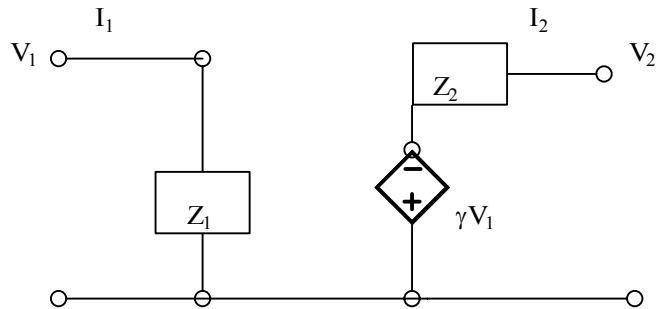 I₁
I₂
V₁
V₂
Z₂
−
Z₁
+
γV₁